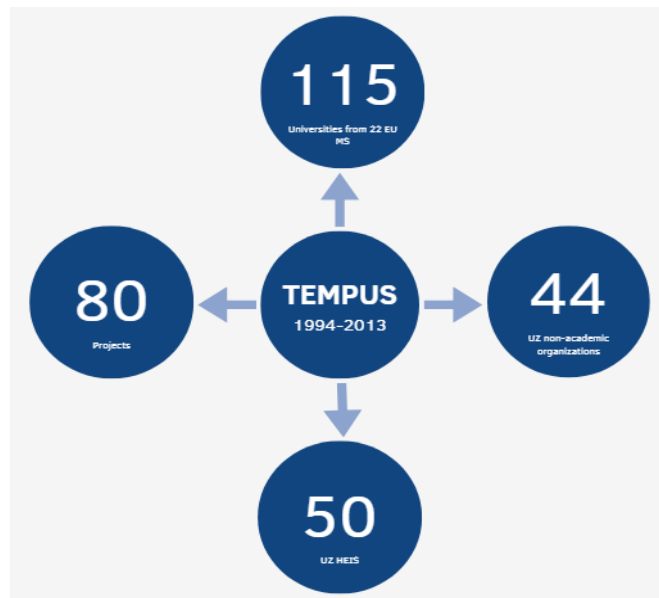 115
Universities from 22 EU
MS
80
Projects
TEMPUS
1994-2013
44
UZ non-academic
organizations
50
UZ HEIS